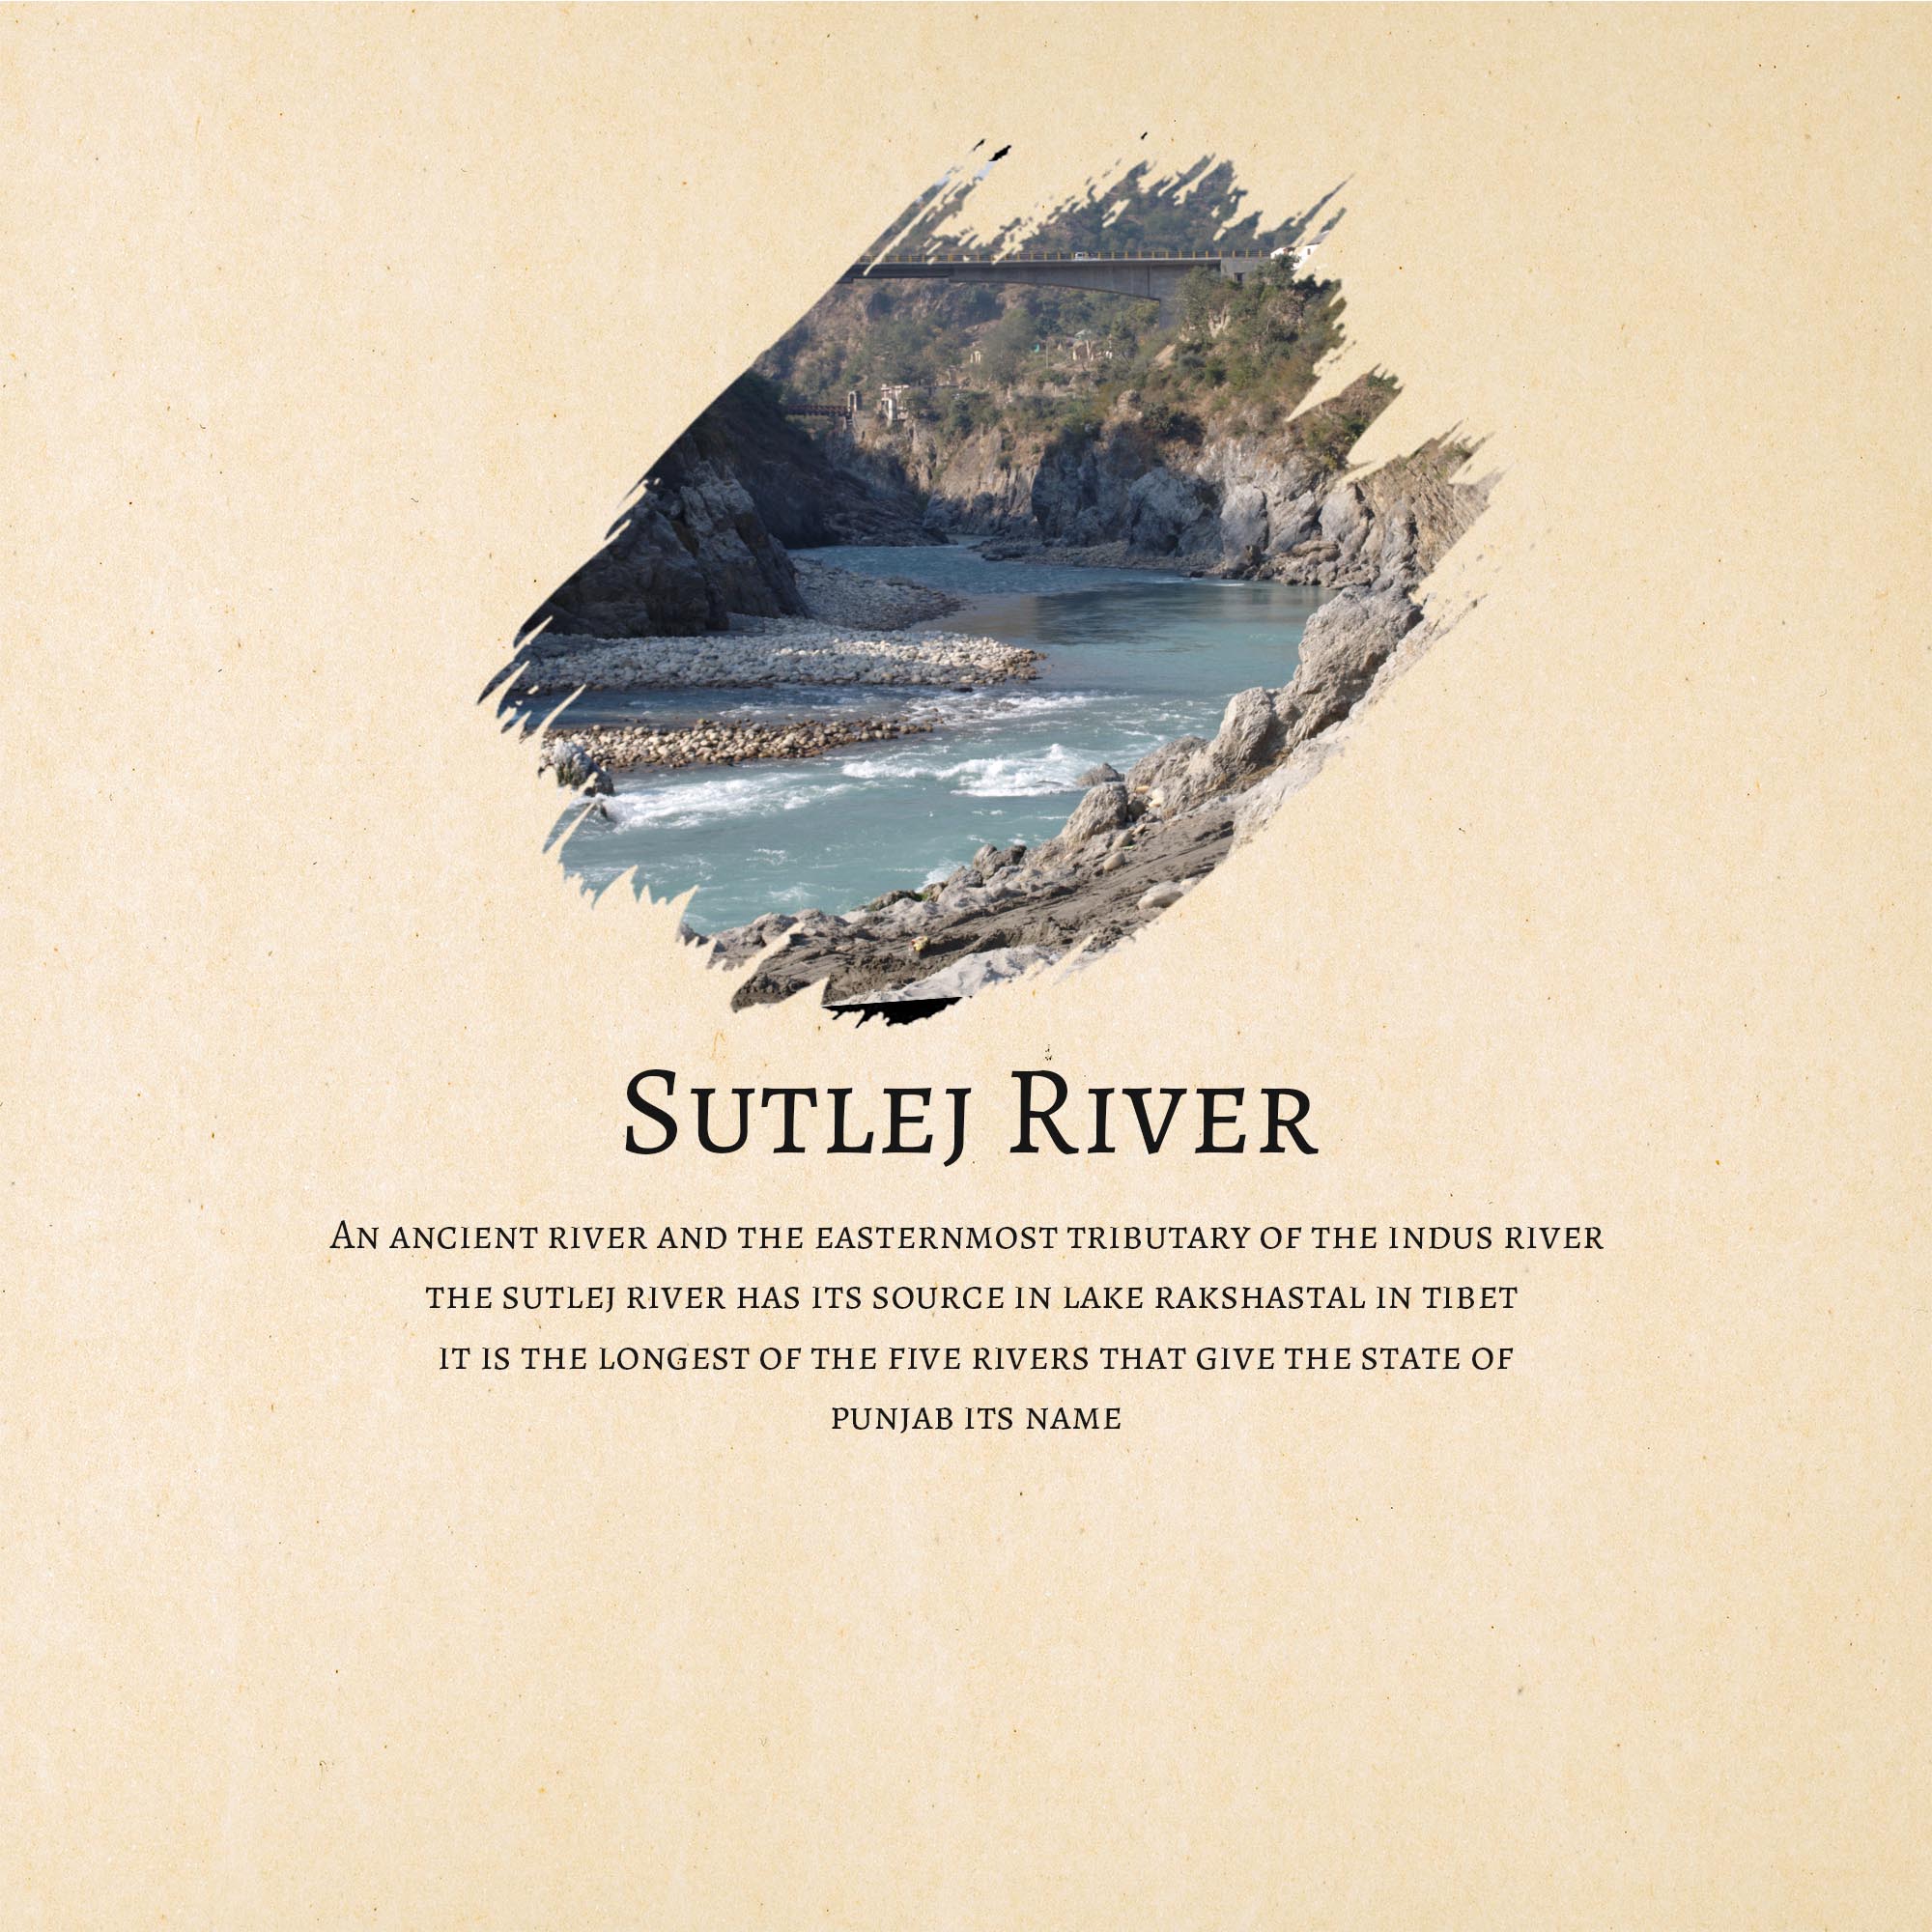 Sutlej River
An ancient river and the easternmost tributary of the indus river
the sutlej river has its source in lake rakshastal in tibet
it is the longest of the five rivers that give the state of
punjab its name